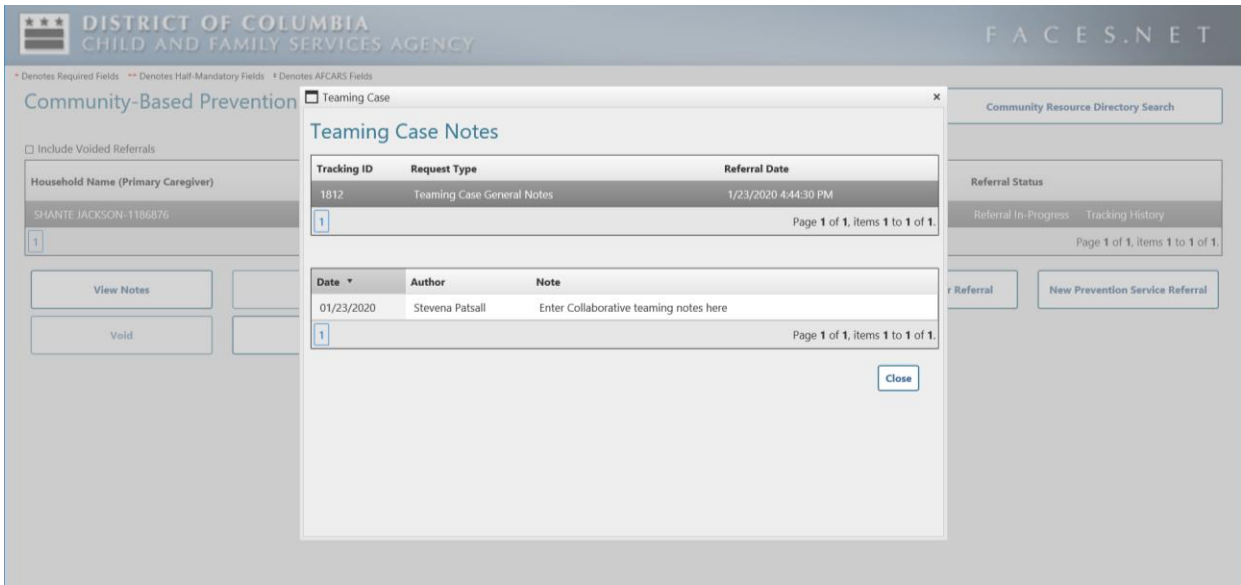 DISTRICT OF COLUMBIA
CHILD AND FAMILY SERVICES AGENCY
FACES.NET
* Denotes Required Fields ** Denotes Half-Mandatory Fields ‡ Denotes AFCARS Fields
Community-Based Prevention
Community Resource Directory Search
Include Voided Referrals
Household Name (Primary Caregiver)
Referral Status
SHANTE JACKSON-1186876
Referral In-Progress Tracking History
1
Page 1 of 1, items 1 to 1 of 1.
View Notes
r Referral
New Prevention Service Referral
Void
Teaming Case ×
Teaming Case Notes
Tracking ID Request Type Referral Date
1812 Teaming Case General Notes 1/23/2020 4:44:30 PM
1 Page 1 of 1, items 1 to 1 of 1.
Date ▼ Author Note
01/23/2020 Stevena Patsall Enter Collaborative teaming notes here
1 Page 1 of 1, items 1 to 1 of 1.
Close